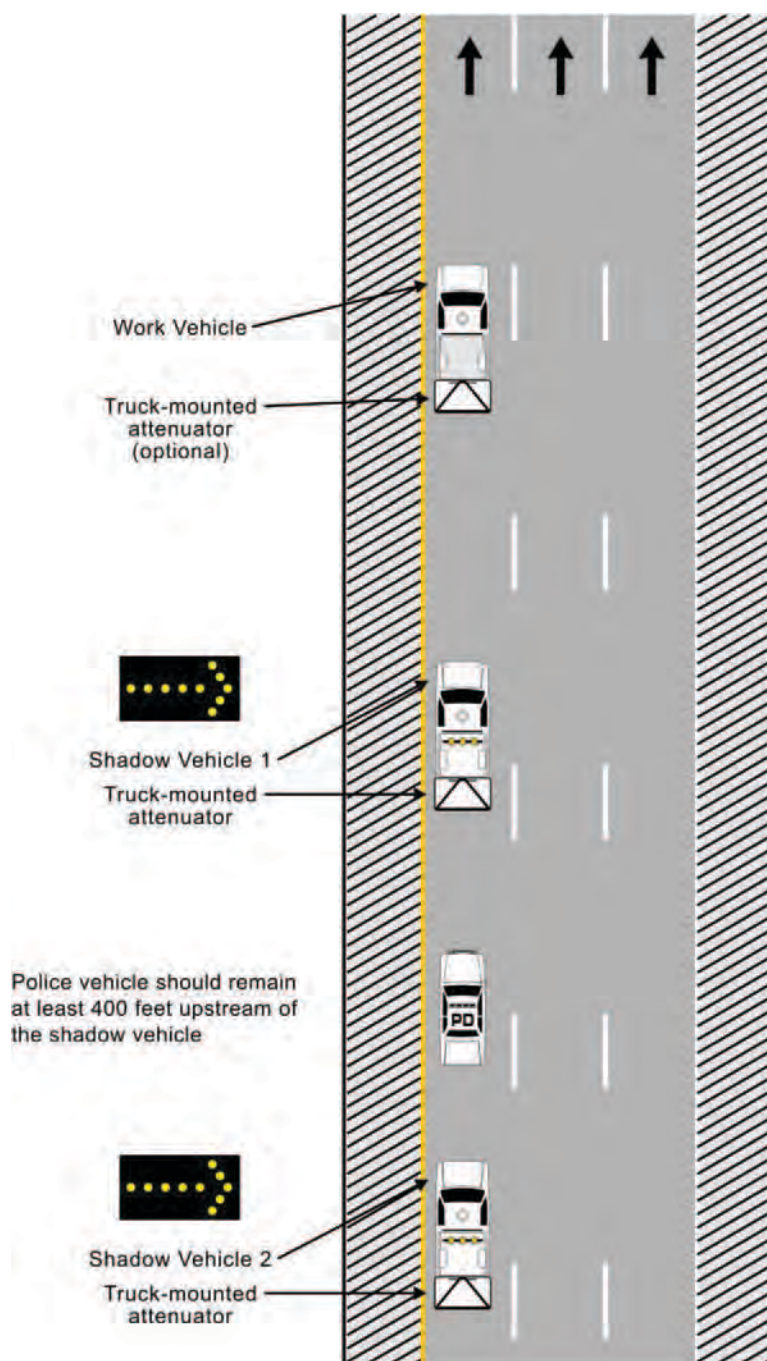 Work Vehicle
Truck-mounted
attenuator
(optional)
Shadow Vehicle 1
Truck-mounted
attenuator
Police vehicle should remain
at least 400 feet upstream of
the shadow vehicle
PD
Shadow Vehicle 2
Truck-mounted
attenuator